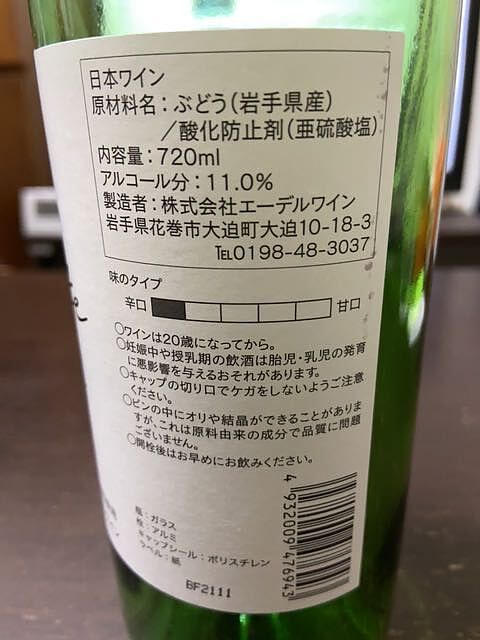 日本ワイン
原材料名：ぶどう（岩手県産）
／酸化防止剤（亜硫酸塩）
内容量：720ml
アルコール分：11.0%
製造者：株式会社エーデルワイン
岩手県花巻市大迫町大迫10-18-3
℡0198-48-3037
味のタイプ
辛口 甘口
○ワインは20歳になってから。
○妊娠中や授乳期の飲酒は胎児・乳児の発育
に悪影響を与えるおそれがあります。
○キャップの切り口でケガをしないようご注意
ください。
○ビンの中にオリや結晶ができることがありま
すが、これは原料由来の成分で品質に問題
ございません。
○開栓後はお早めにお飲みください。
瓶：ガラス
栓：アルミ
キャップシール：ポリスチレン
ラベル：紙
BF2111
4932009476943